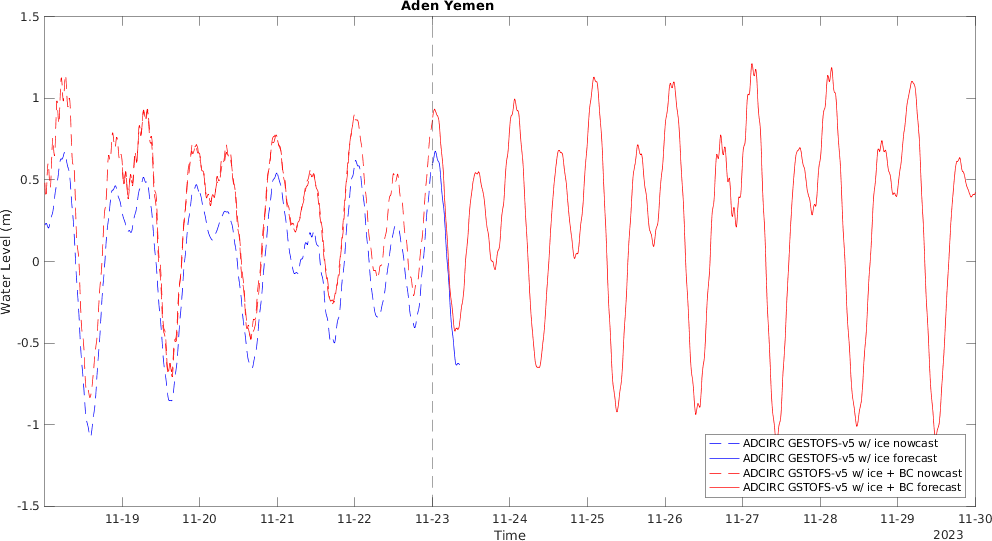 Aden Yemen
1.5
1
0.5
0
-0.5
-1
-1.5
Water Level (m)
ADCIRC GESTOFS-v5 w/ ice nowcast
ADCIRC GESTOFS-v5 w/ ice forecast
ADCIRC GSTOFS-v5 w/ ice + BC nowcast
ADCIRC GSTOFS-v5 w/ ice + BC forecast
11-19 11-20 11-21 11-22 11-23 11-24 11-25 11-26 11-27 11-28 11-29 11-30
Time
2023